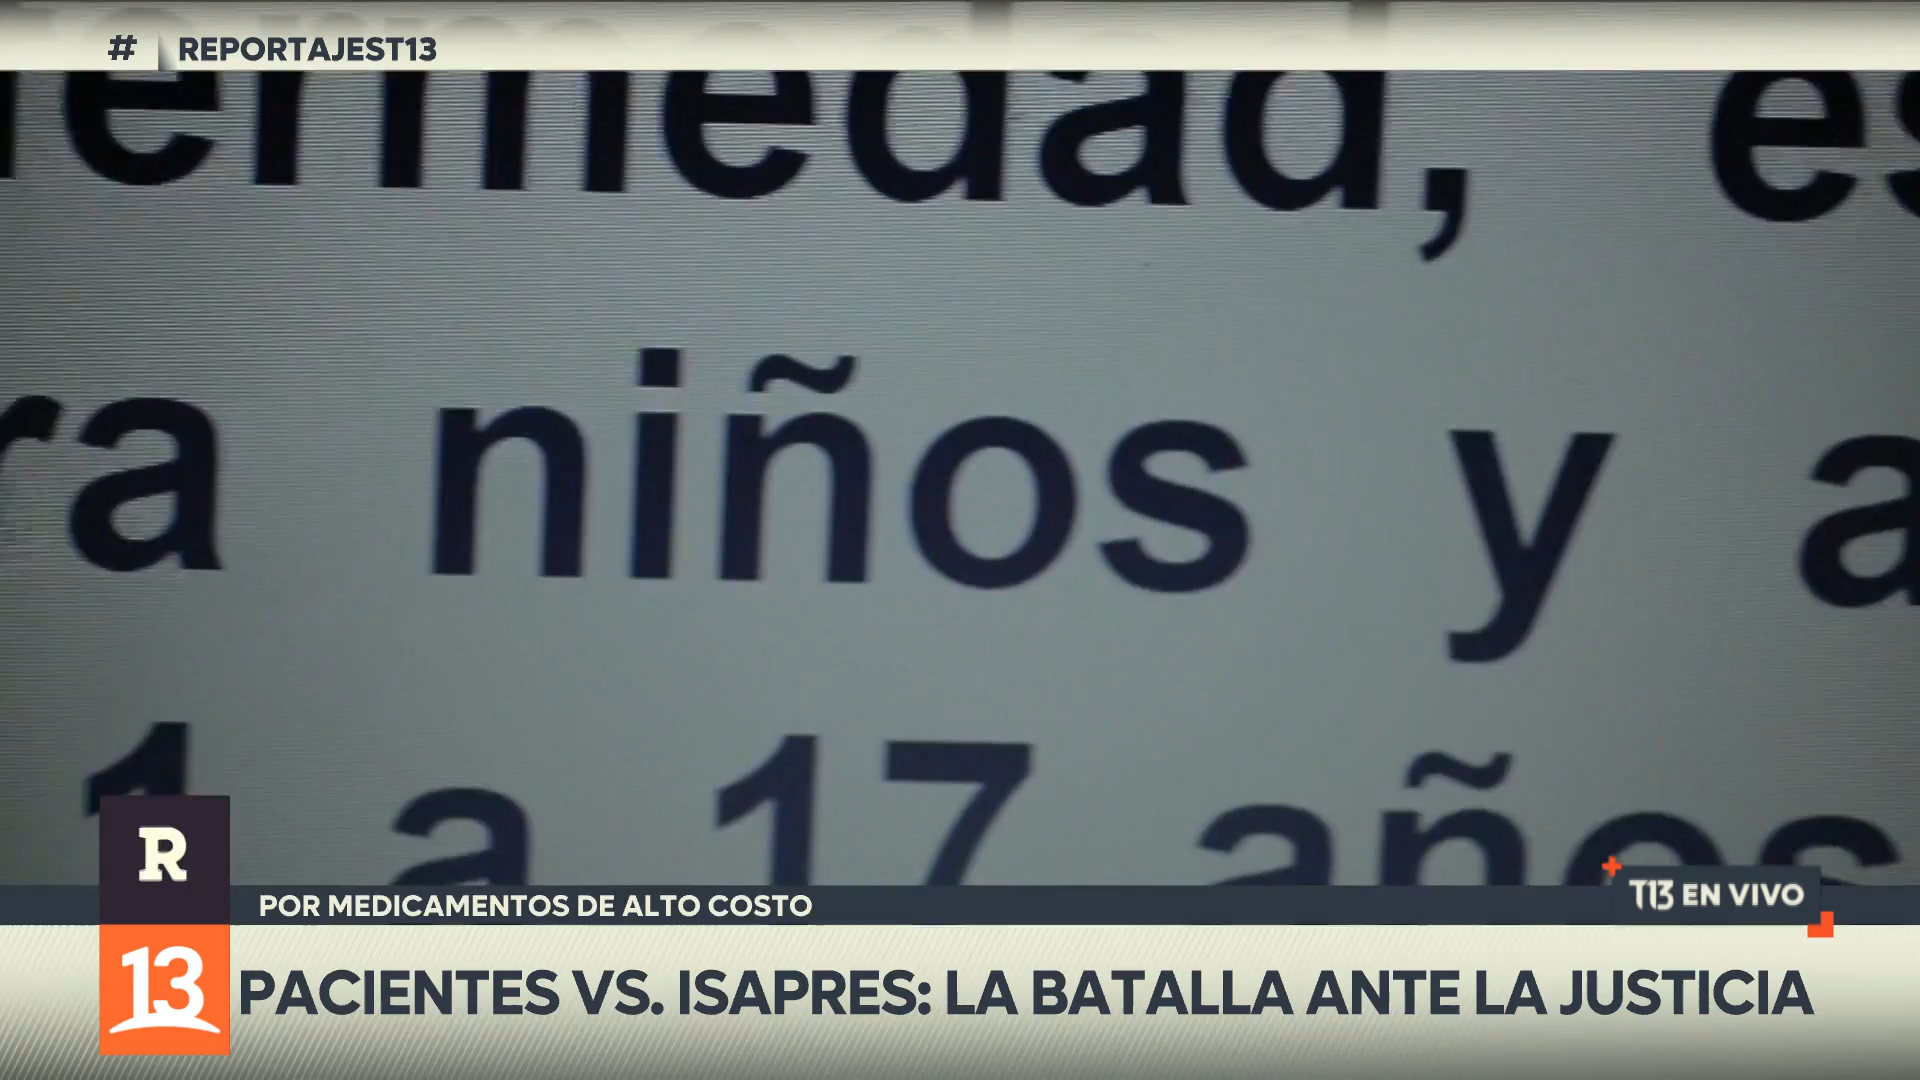 # REPORTAJEST13
ermedad, es
ra niños y a
1 a 17 años
R
POR MEDICAMENTOS DE ALTO COSTO
T13 EN VIVO
13
PACIENTES VS. ISAPRES: LA BATALLA ANTE LA JUSTICIA